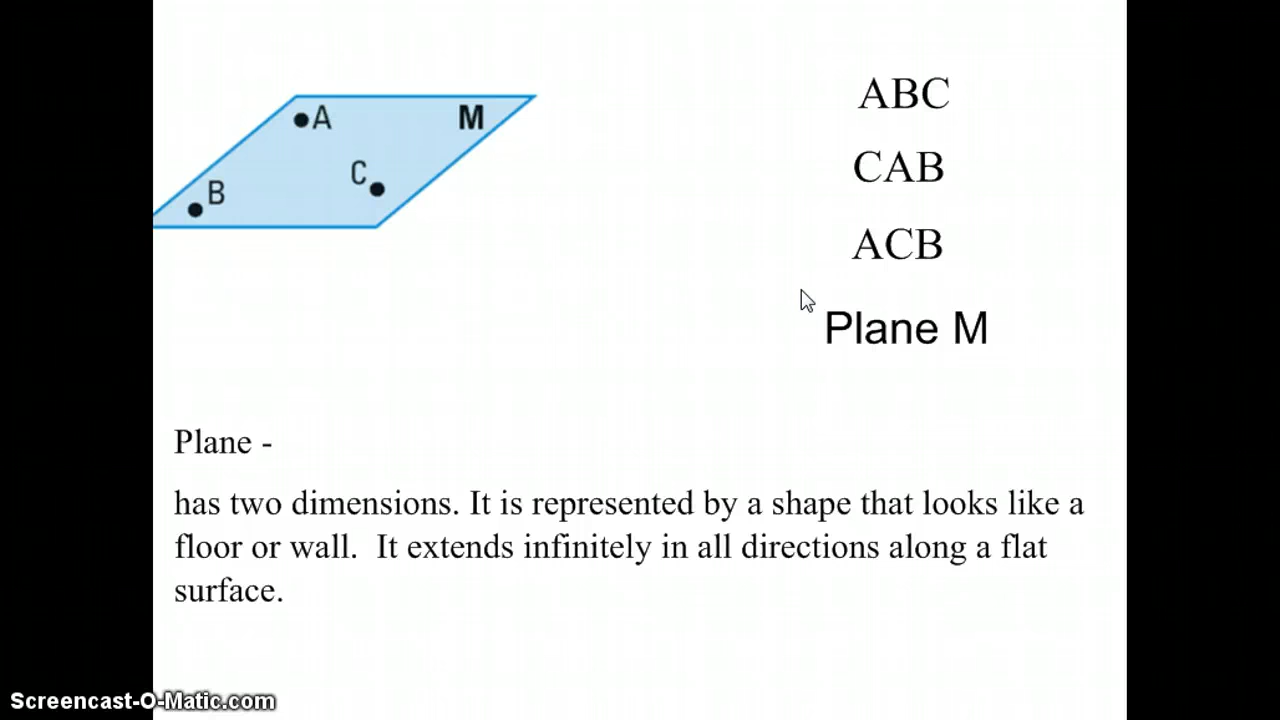 A
M
C
B
ABC
CAB
ACB
Plane M
Plane -
has two dimensions. It is represented by a shape that looks like a
floor or wall.  It extends infinitely in all directions along a flat
surface.
Screencast-O-Matic.com